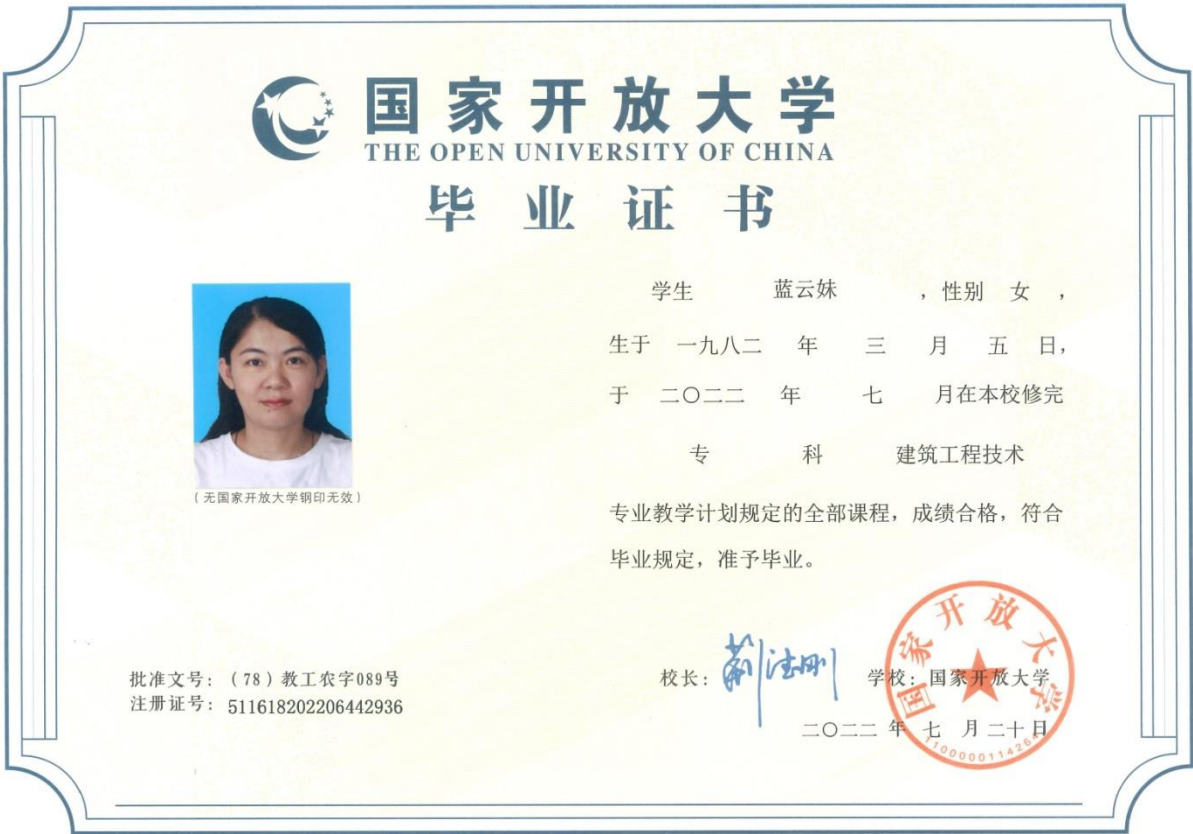 国家开放大学
THE OPEN UNIVERSITY OF CHINA
毕业证书
学生 蓝云妹 ，性别 女 ，
生于 一九八二 年 三 月 五 日，
于 二〇二二 年 七 月在本校修完
专 科 建筑工程技术
专业教学计划规定的全部课程，成绩合格，符合
毕业规定，准予毕业。
（无国家开放大学钢印无效）
批准文号：（78）教工农字089号
注册证号：511618202206442936
校长：荆德刚 学校：国家开放大学
二〇二二 年 七 月 二十 日
国家开放大学